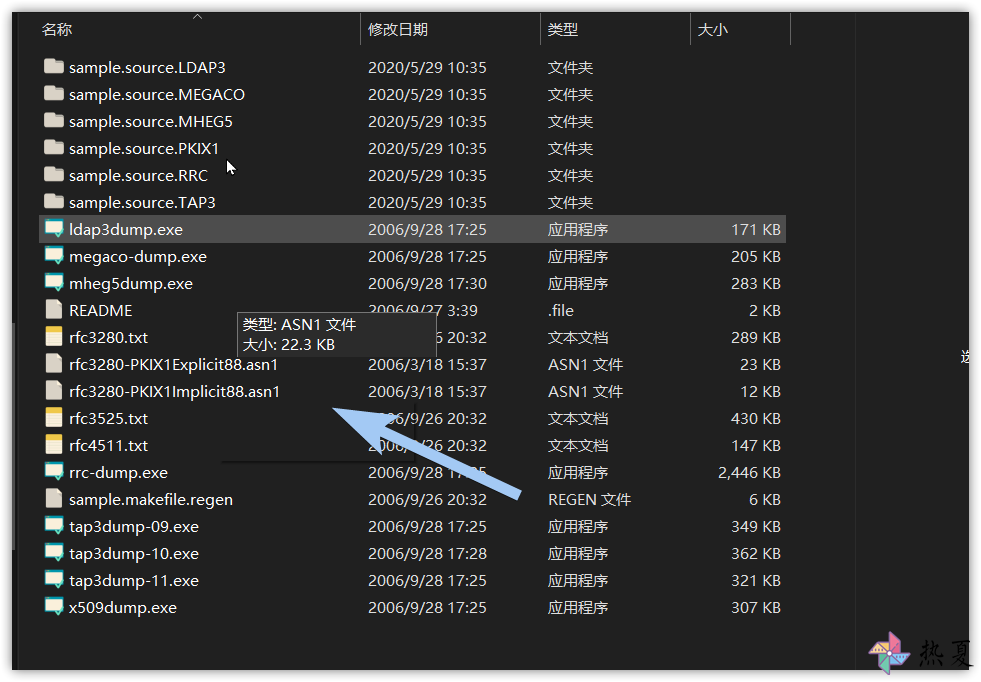 名称 修改日期 类型 大小
sample.source.LDAP3 2020/5/29 10:35 文件夹
sample.source.MEGACO 2020/5/29 10:35 文件夹
sample.source.MHEG5 2020/5/29 10:35 文件夹
sample.source.PKIX1 2020/5/29 10:35 文件夹
sample.source.RRC 2020/5/29 10:35 文件夹
sample.source.TAP3 2020/5/29 10:35 文件夹
ldap3dump.exe 2006/9/28 17:25 应用程序 171 KB
megaco-dump.exe 2006/9/28 17:25 应用程序 205 KB
mheg5dump.exe 2006/9/28 17:30 应用程序 283 KB
README 2006/9/27 3:39 .file 2 KB
类型: ASN1 文件
rfc3280.txt 6 20:32 文本文档 289 KB
大小: 22.3 KB
rfc3280-PKIX1Explicit88.asn1 2006/3/18 15:37 ASN1 文件 23 KB
rfc3280-PKIX1Implicit88.asn1 2006/3/18 15:37 ASN1 文件 12 KB
rfc3525.txt 2006/9/26 20:32 文本文档 430 KB
rfc4511.txt 2006/9/26 20:32 文本文档 147 KB
rrc-dump.exe 2006/9/28 17:25 应用程序 2,446 KB
sample.makefile.regen 2006/9/26 20:32 REGEN 文件 6 KB
tap3dump-09.exe 2006/9/28 17:25 应用程序 349 KB
tap3dump-10.exe 2006/9/28 17:28 应用程序 362 KB
tap3dump-11.exe 2006/9/28 17:25 应用程序 321 KB
x509dump.exe 2006/9/28 17:25 应用程序 307 KB
热夏